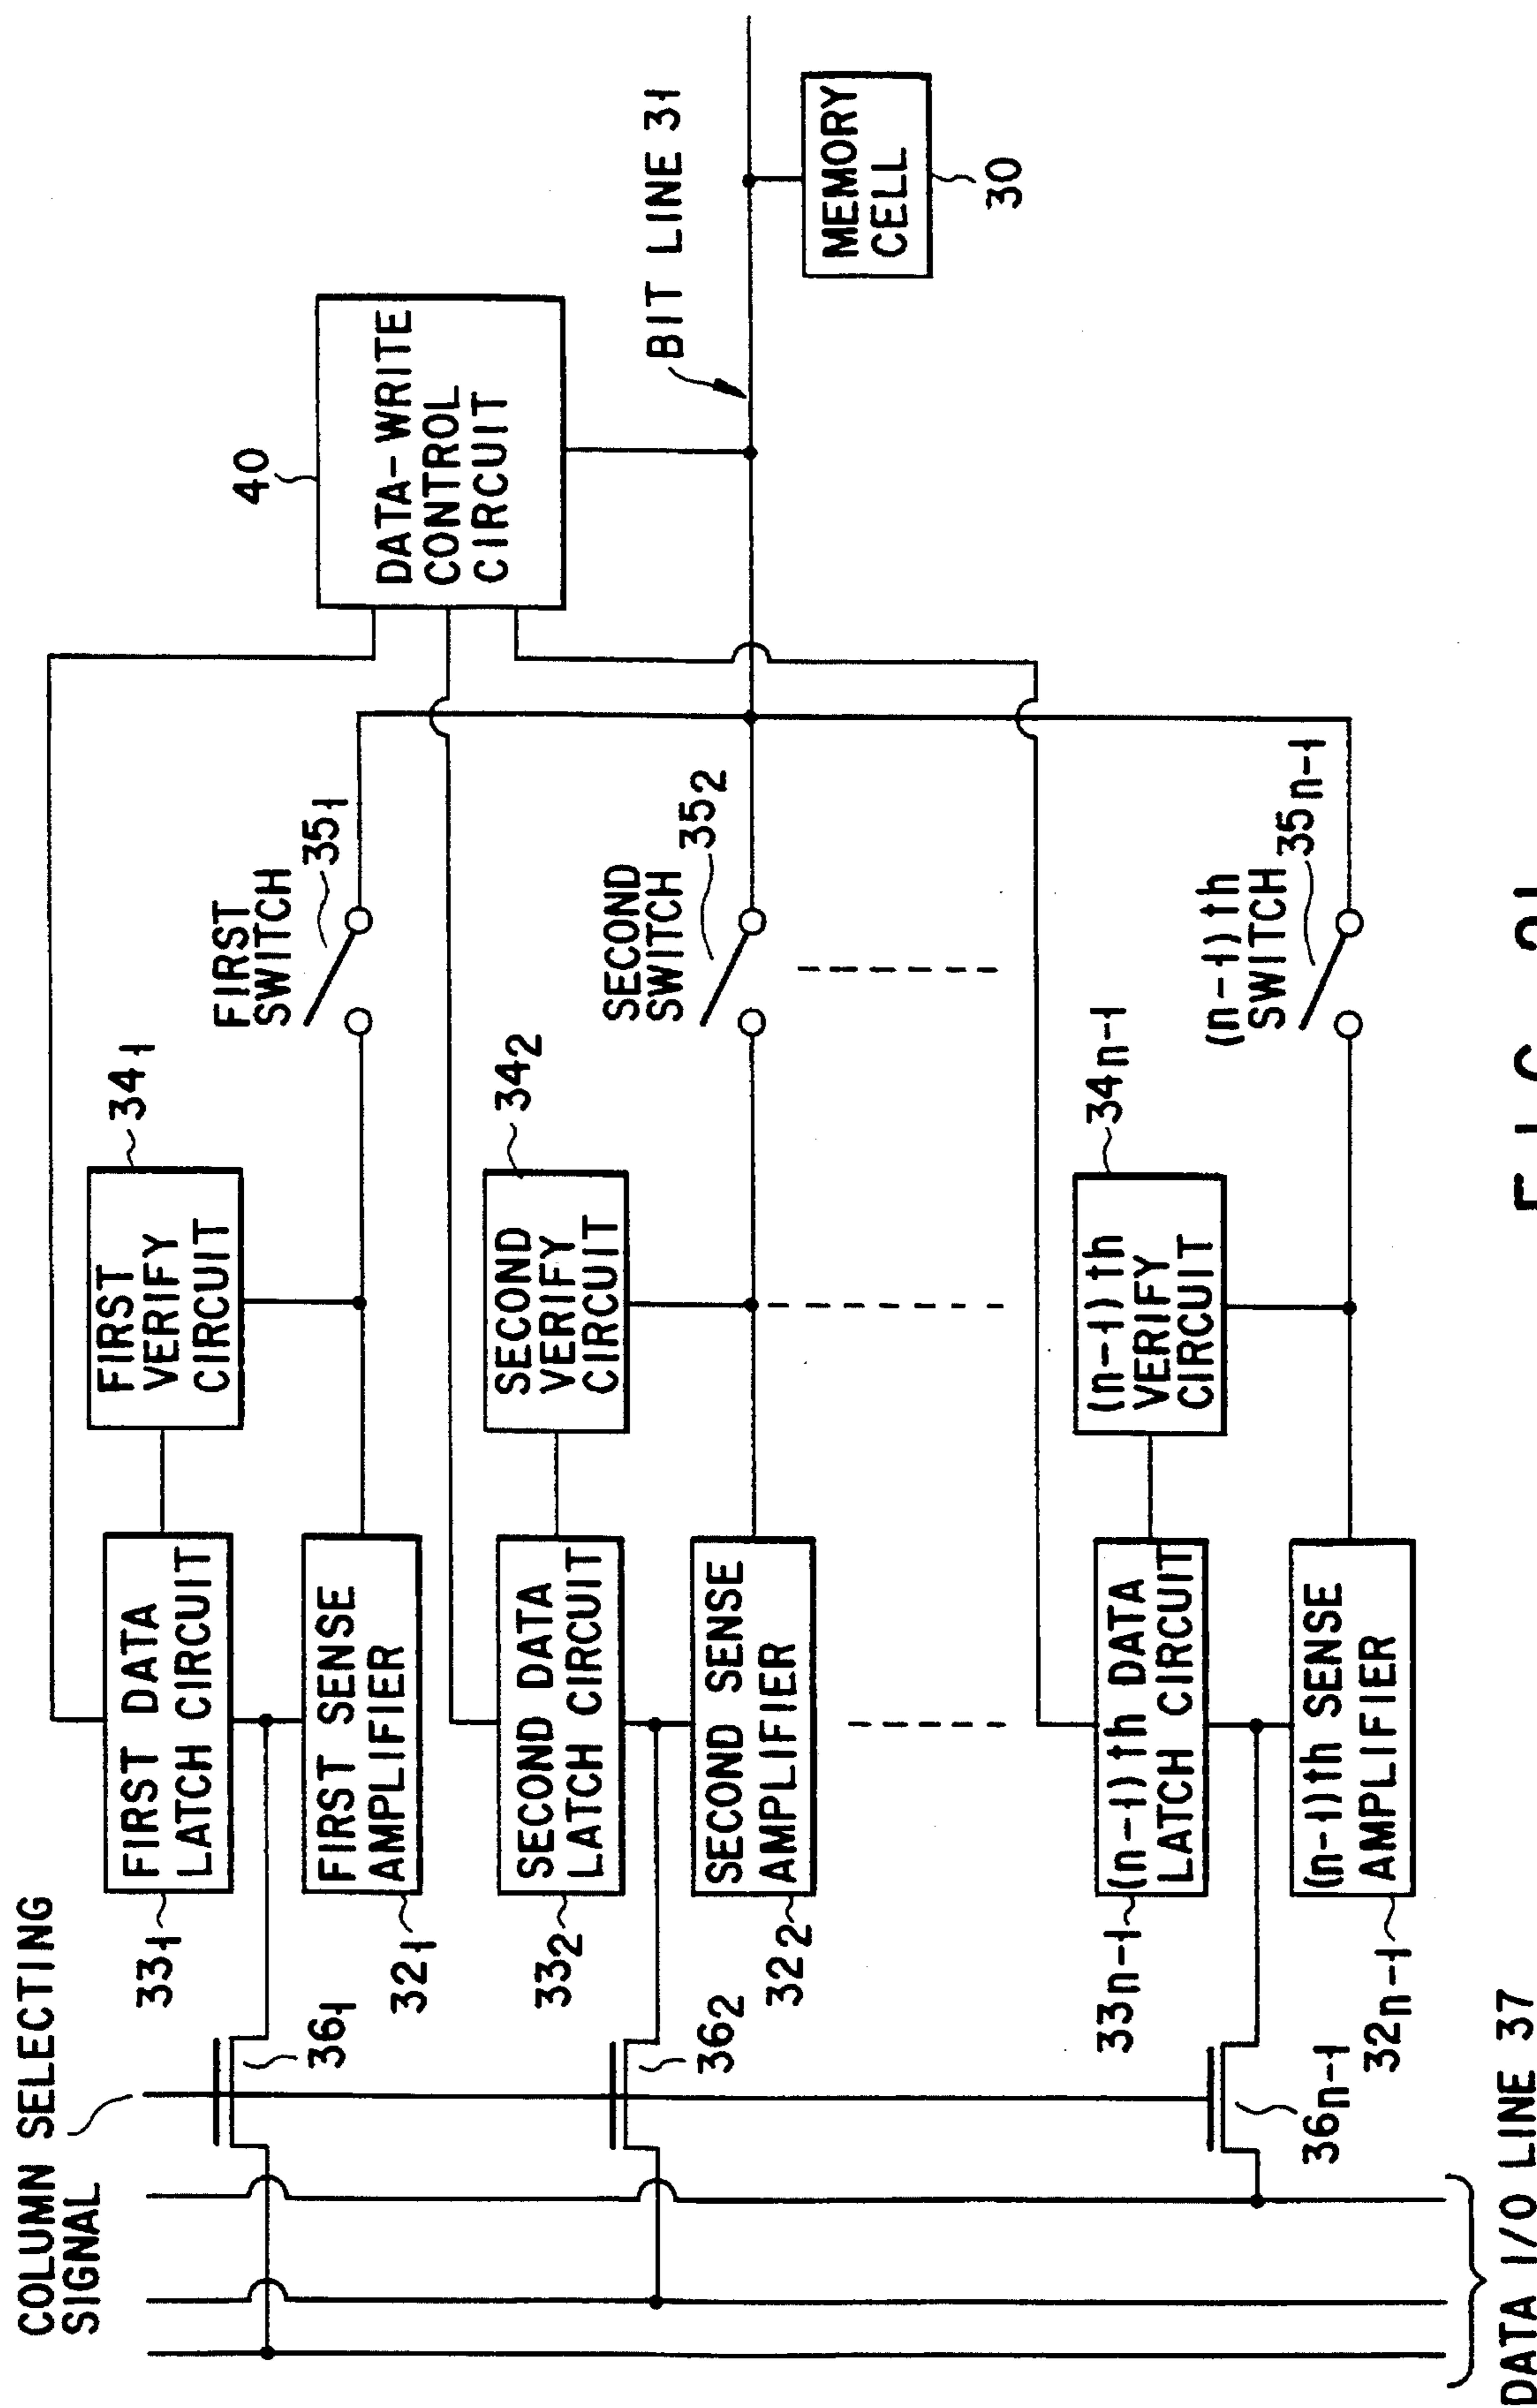 COLUMN SELECTING
SIGNAL
33₁
FIRST DATA
LATCH CIRCUIT
FIRST
VERIFY
CIRCUIT
34₁
36₁
32₁
FIRST SENSE
AMPLIFIER
FIRST
SWITCH
35₁
40
DATA-WRITE
CONTROL
CIRCUIT
33₂
SECOND DATA
LATCH CIRCUIT
SECOND
VERIFY
CIRCUIT
34₂
36₂
32₂
SECOND SENSE
AMPLIFIER
SECOND
SWITCH
35₂
BIT LINE 31
MEMORY
CELL
30
33n-1
(n-1)th DATA
LATCH CIRCUIT
(n-1)th
VERIFY
CIRCUIT
34n-1
36n-1
32n-1
(n-1)th SENSE
AMPLIFIER
(n-1)th
SWITCH
35n-1
DATA I/O LINE 37